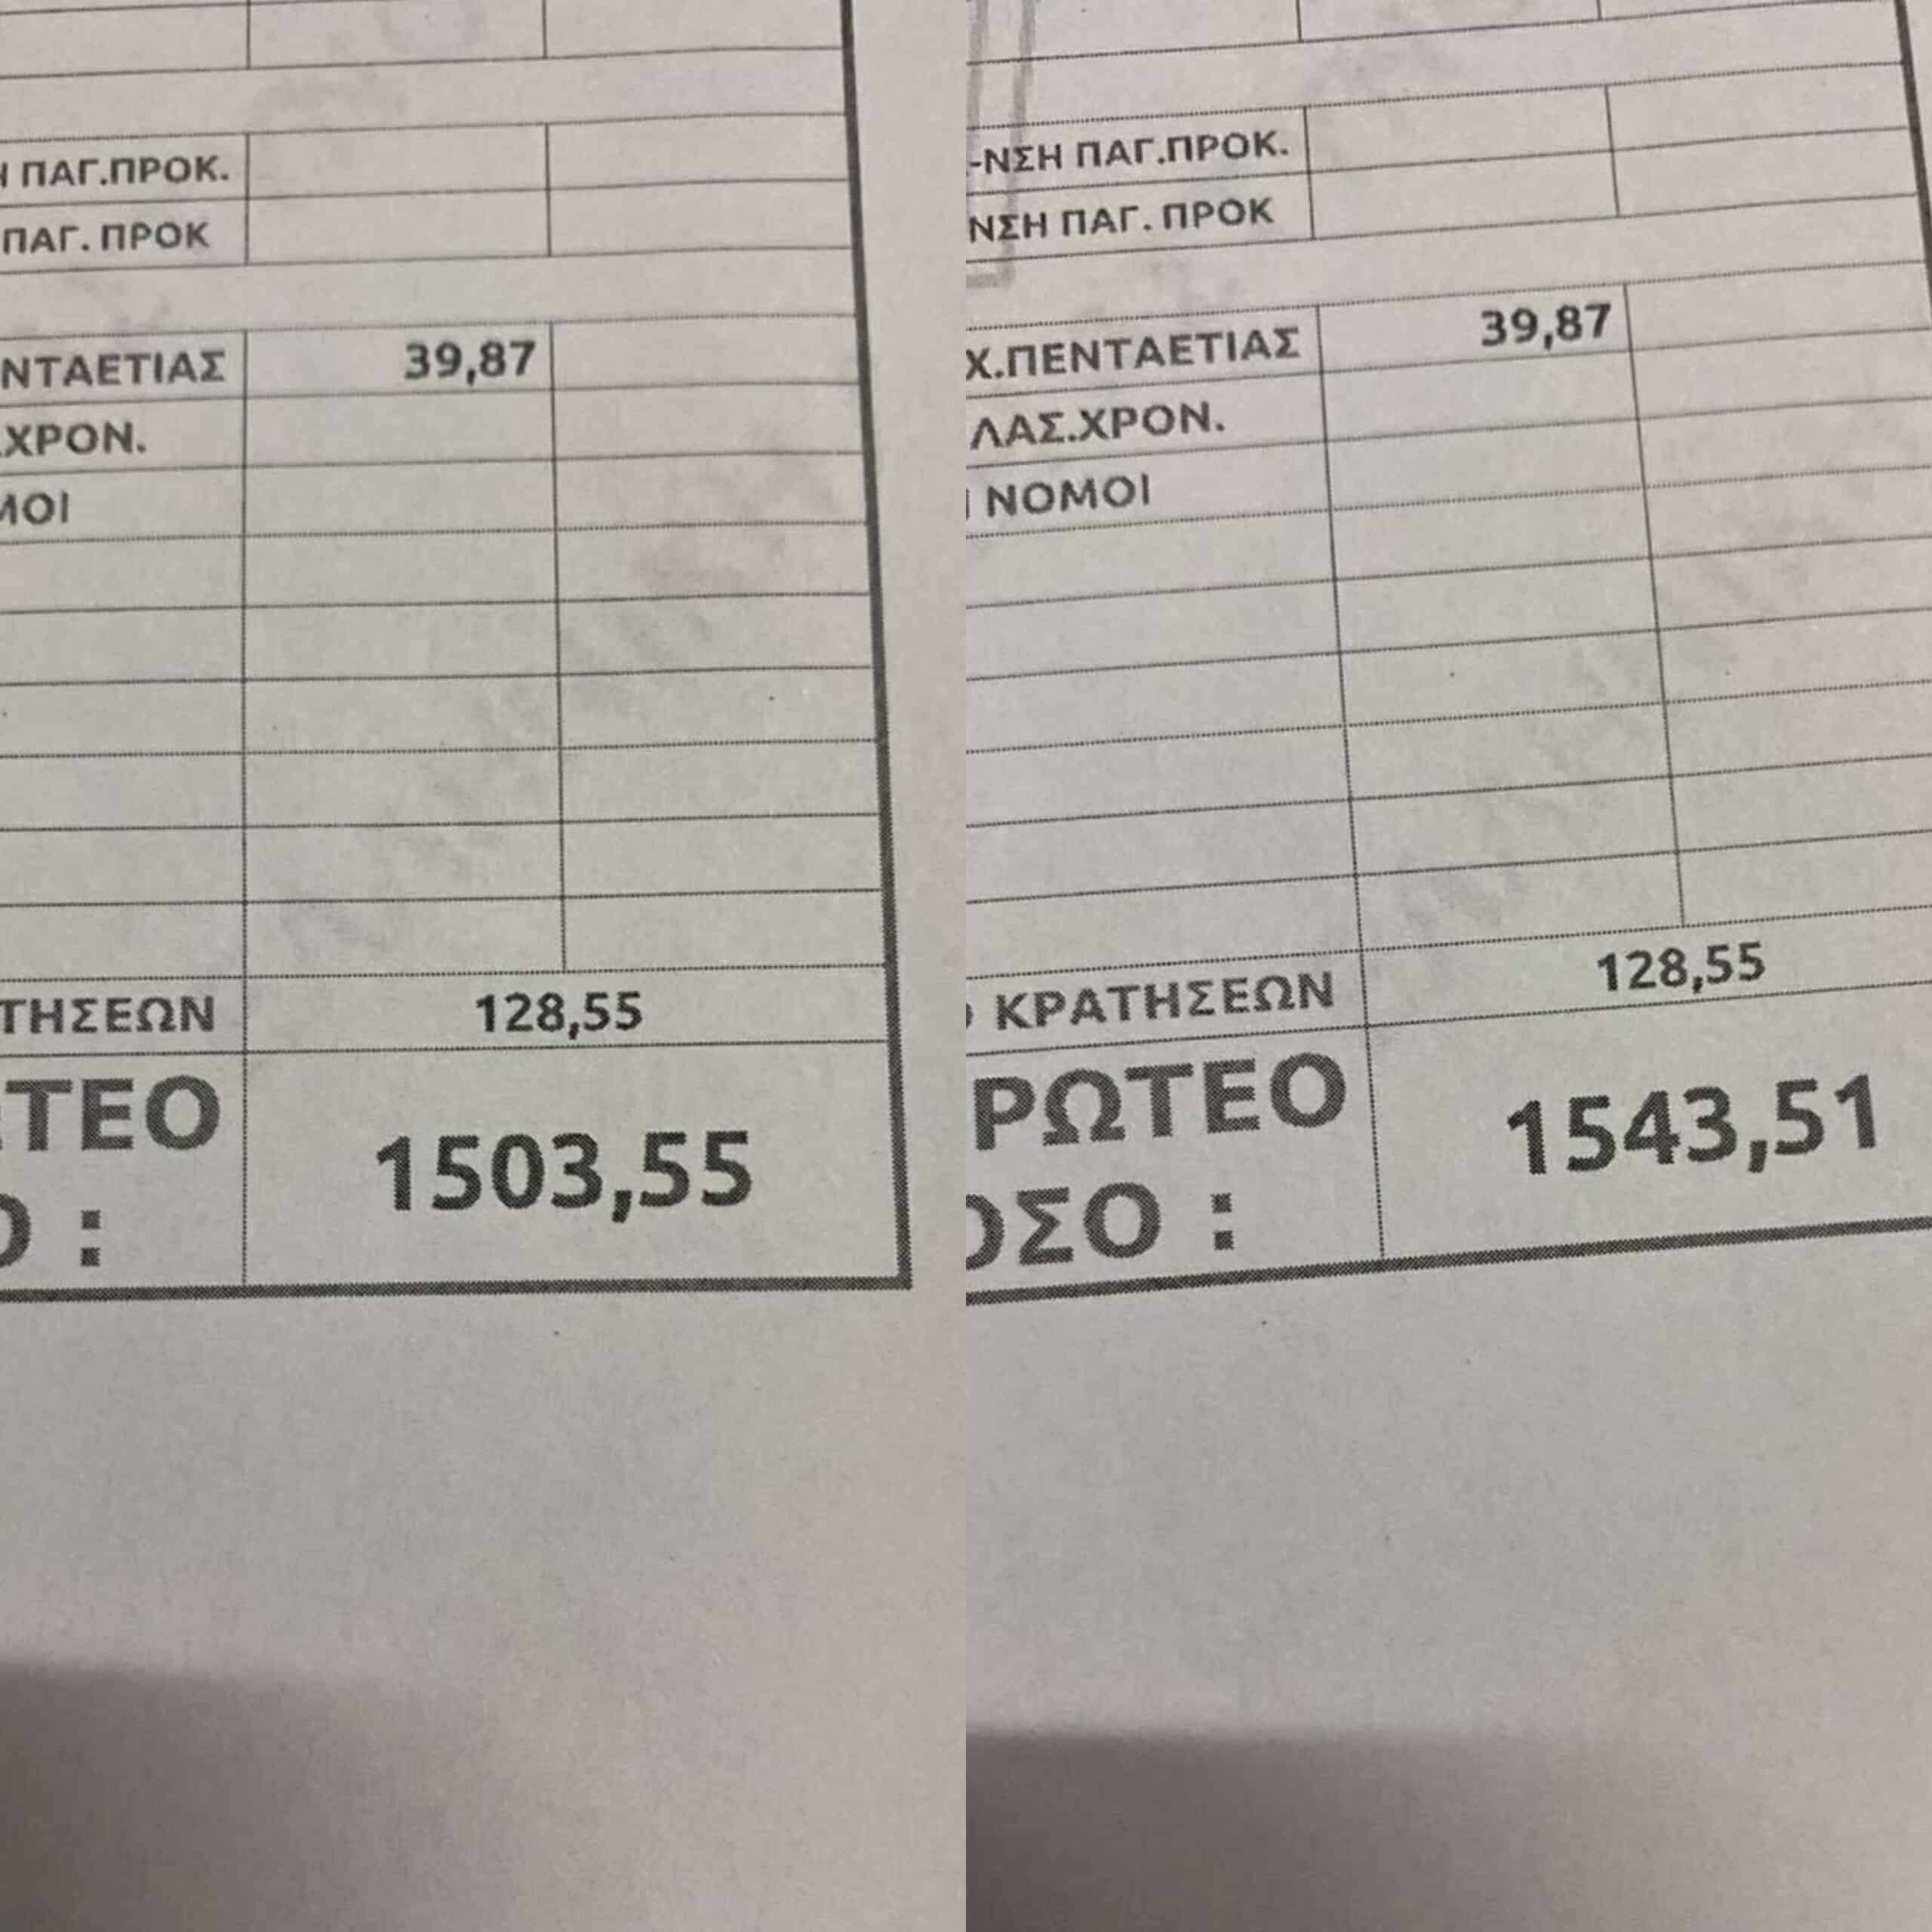 ΠΑΓ.ΠΡΟΚ.
ΠΑΓ. ΠΡΟΚ
ΝΤΑΕΤΙΑΣ 39,87
.ΧΡΟΝ.
ΜΟΙ
ΤΗΣΕΩΝ 128,55
ΤΕΟ
1503,55
Ο :
-ΝΣΗ ΠΑΓ.ΠΡΟΚ.
ΝΣΗ ΠΑΓ. ΠΡΟΚ
Χ.ΠΕΝΤΑΕΤΙΑΣ 39,87
ΛΑΣ.ΧΡΟΝ.
ΝΟΜΟΙ
ΚΡΑΤΗΣΕΩΝ 128,55
ΡΩΤΕΟ
1543,51
ΟΣΟ :